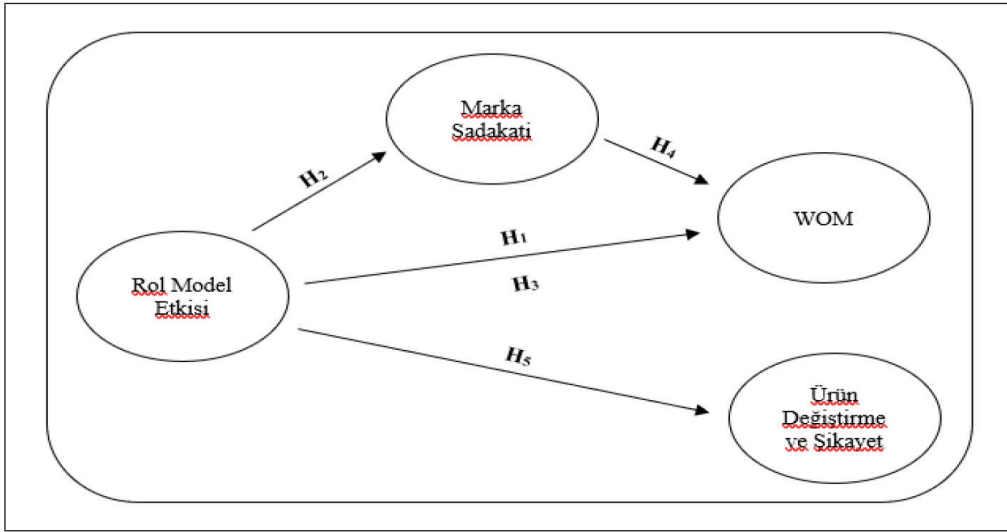 Marka
Sadakati
H₄
H₂
WOM
H₁
Rol Model
Etkisi
H₃
H₅
Ürün
Değiştirme
ve Şikayet